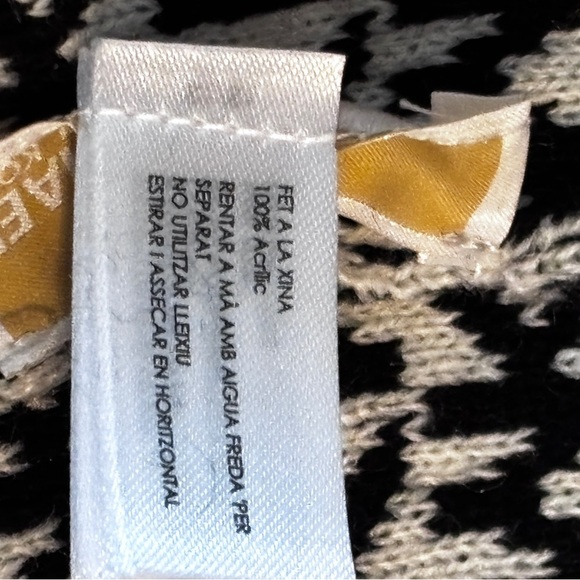 FET A LA XINA
100% Acrílic
RENTAR A MÀ AMB AIGUA FREDA 'PER
SEPARAT
NO UTILITZAR LLEIXIU
ESTIRAR I ASSECAR EN HORITZONTAL